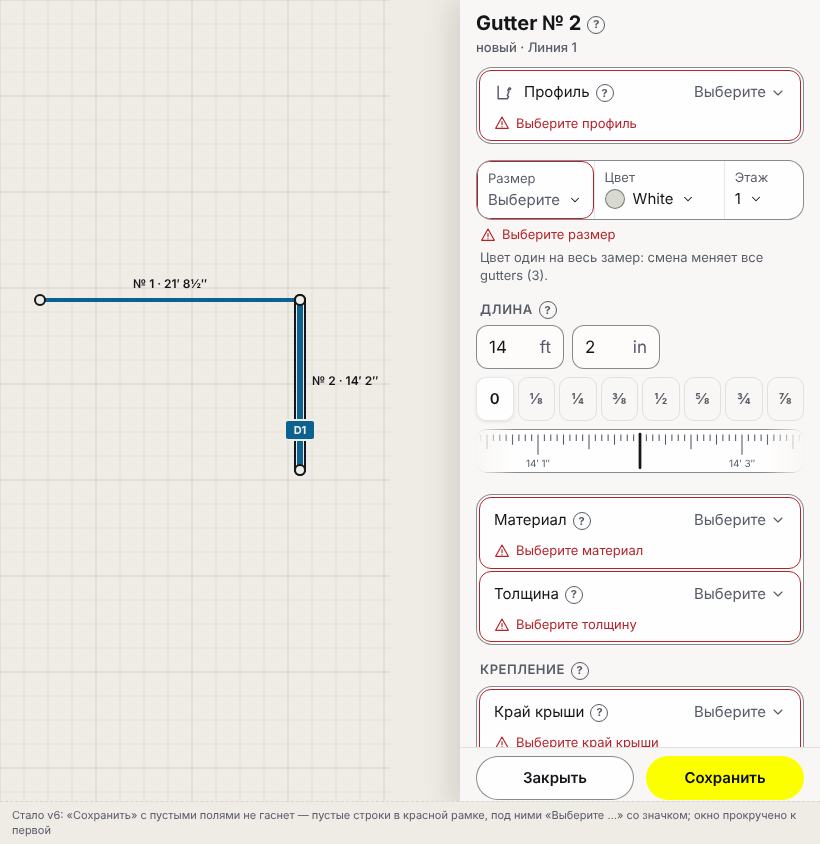 Gutter № 2 ?
новый · Линия 1
Профиль ? Выберите
Выберите профиль
Размер Цвет Этаж
Выберите White 1
Выберите размер
Цвет один на весь замер: смена меняет все
gutters (3).
№ 1 · 21′ 8½″
ДЛИНА ?
14 ft 2 in
№ 2 · 14′ 2″
0 ⅛ ¼ ⅜ ½ ⅝ ¾ ⅞
D1
14′ 1″ 14′ 3″
Материал ? Выберите
Выберите материал
Толщина ? Выберите
Выберите толщину
КРЕПЛЕНИЕ ?
Край крыши ? Выберите
Выберите край крыши
Закрыть Сохранить
Стало v6: «Сохранить» с пустыми полями не гаснет — пустые строки в красной рамке, под ними «Выберите ...» со значком; окно прокручено к
первой